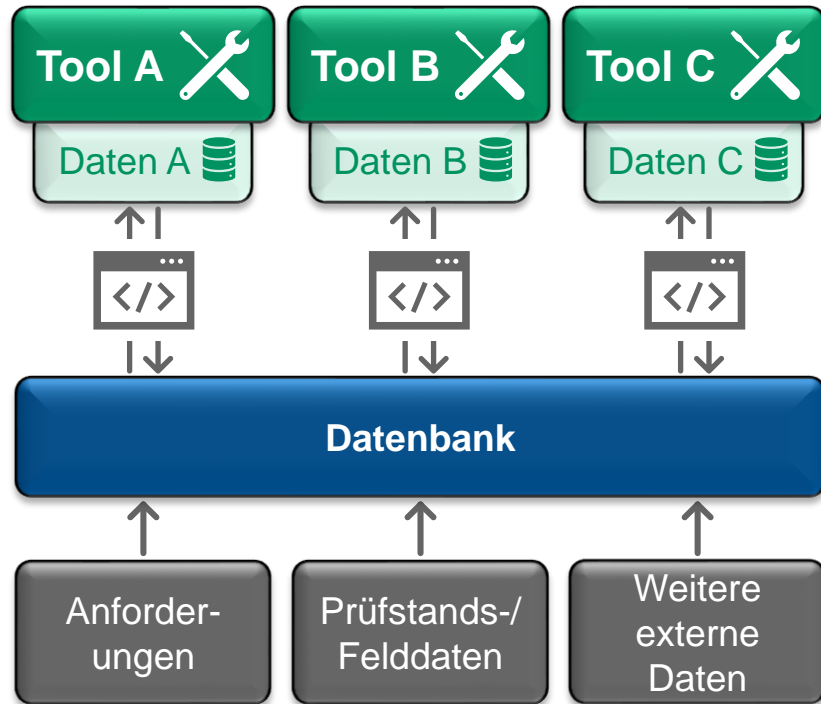 Tool A
Tool B
Tool C
Daten A
Daten B
Daten C
</>
</>
</>
Datenbank
Anforder-
ungen
Prüfstands-/
Felddaten
Weitere
externe
Daten